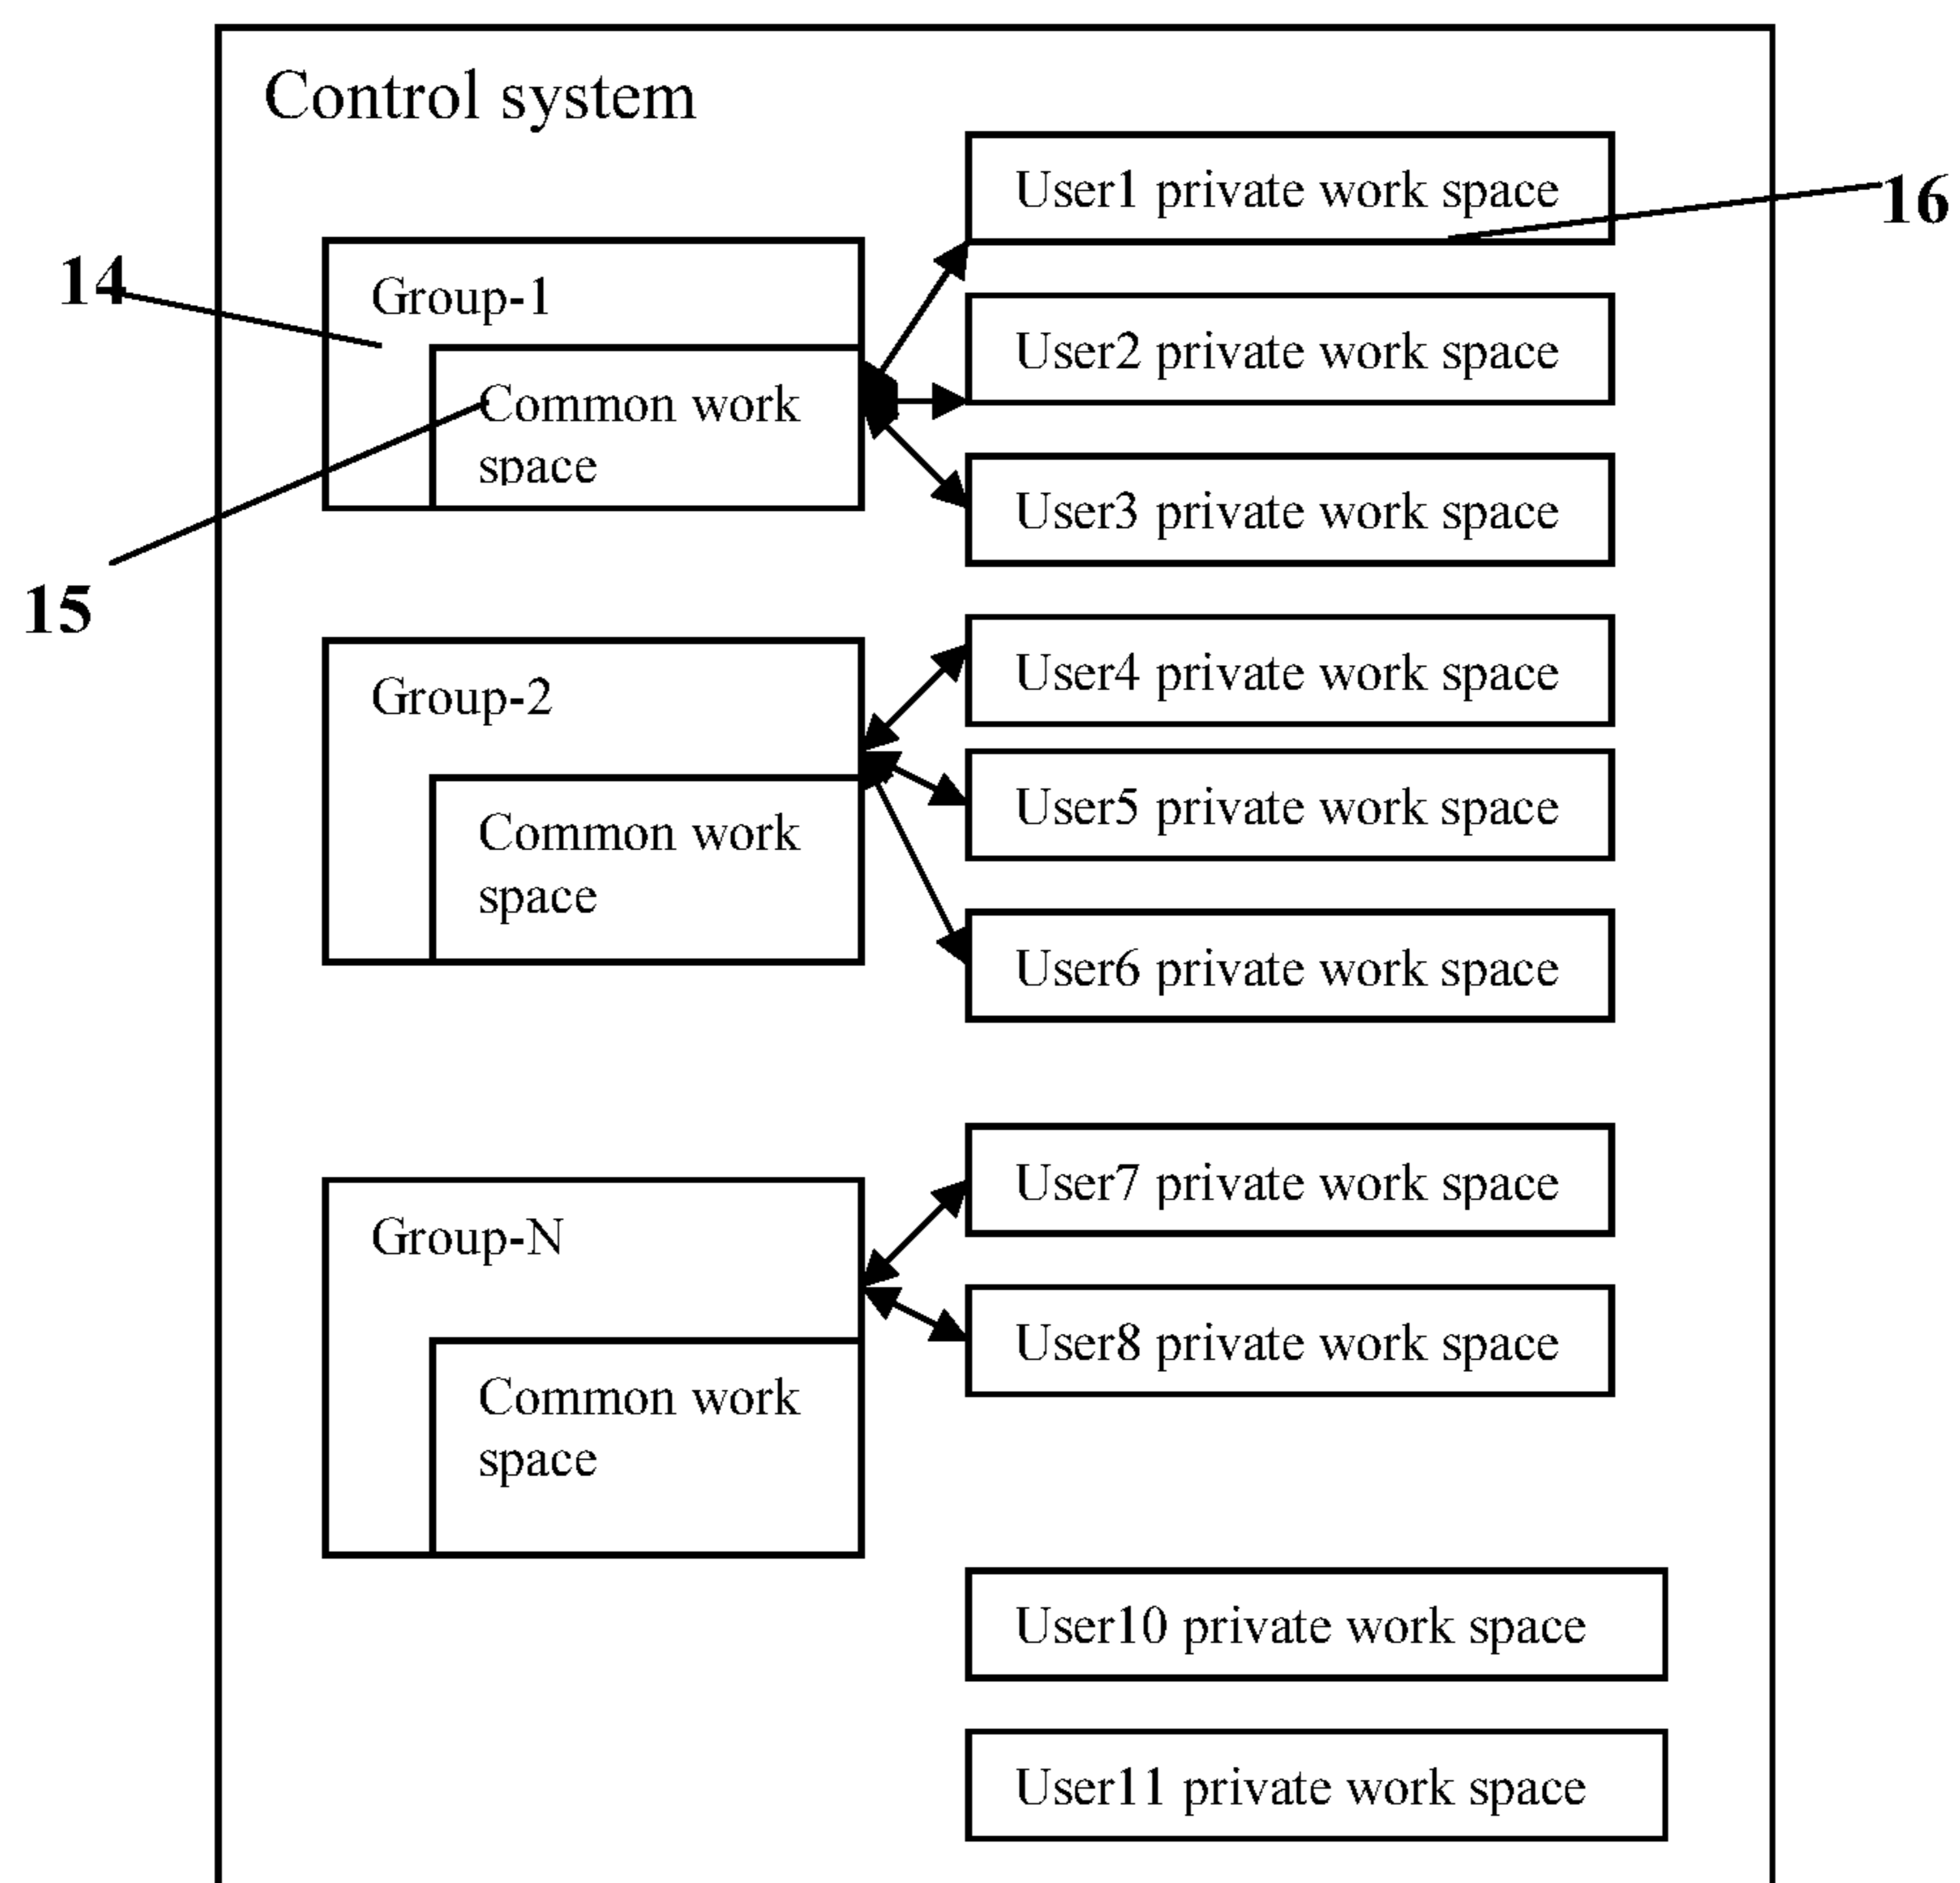 Control system
User1 private work space
16
14
Group-1
User2 private work space
Common work
space
User3 private work space
15
User4 private work space
Group-2
User5 private work space
Common work
space
User6 private work space
User7 private work space
Group-N
User8 private work space
Common work
space
User10 private work space
User11 private work space